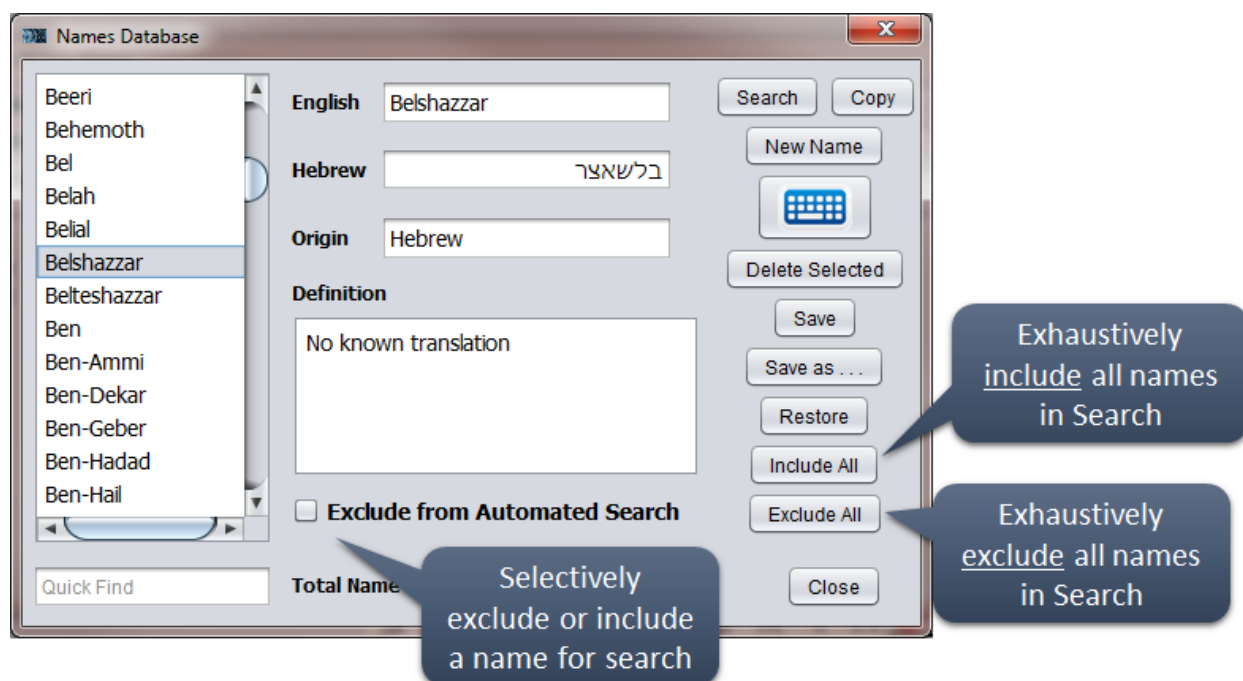 Names Database
x
Beeri
Behemoth
Bel
Belah
Belial
Belshazzar
Belteshazzar
Ben
Ben-Ammi
Ben-Dekar
Ben-Geber
Ben-Hadad
Ben-Hail
Quick Find
English Belshazzar
Hebrew בלשאצר
Origin Hebrew
Definition
No known translation
Exclude from Automated Search
Total Name
Search Copy
New Name
Delete Selected
Save
Save as . . .
Restore
Include All
Exclude All
Close
Exhaustively
include all names
in Search
Exhaustively
exclude all names
in Search
Selectively
exclude or include
a name for search